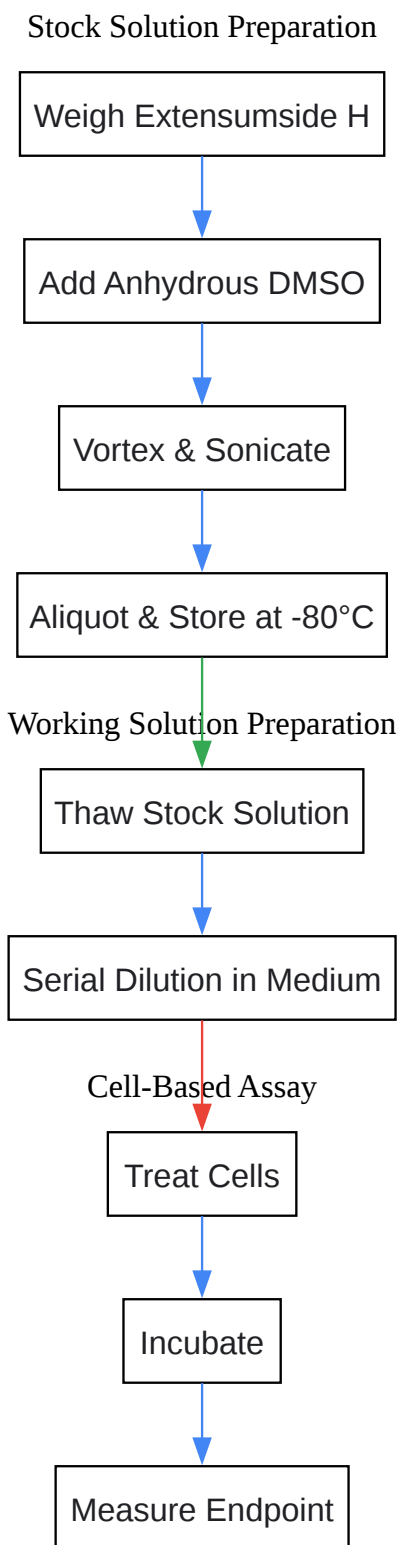 Stock Solution Preparation
Weigh Extensumside H
Add Anhydrous DMSO
Vortex & Sonicate
Aliquot & Store at -80°C
Working Solution Preparation
Thaw Stock Solution
Serial Dilution in Medium
Cell-Based Assay
Treat Cells
Incubate
Measure Endpoint